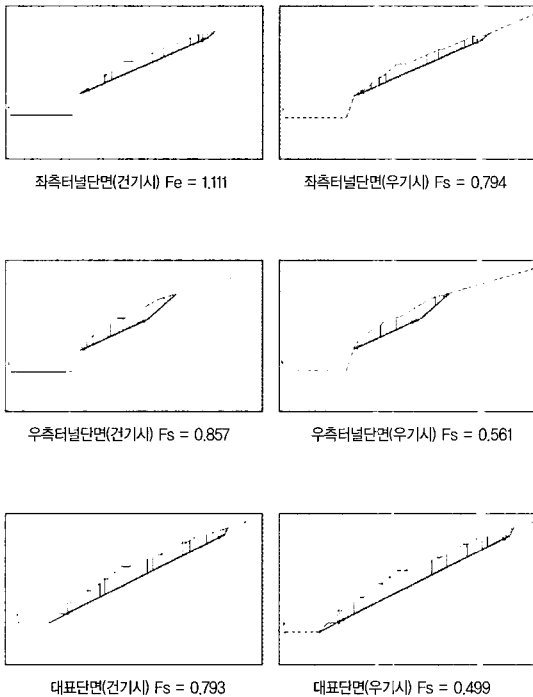 좌측터널단면(건기시) Fe = 1.111
좌측터널단면(우기시) Fs = 0.794
우측터널단면(건기시) Fs = 0.857
우측터널단면(우기시) Fs = 0.561
대표단면(건기시) Fs = 0.793
대표단면(우기시) Fs = 0.499